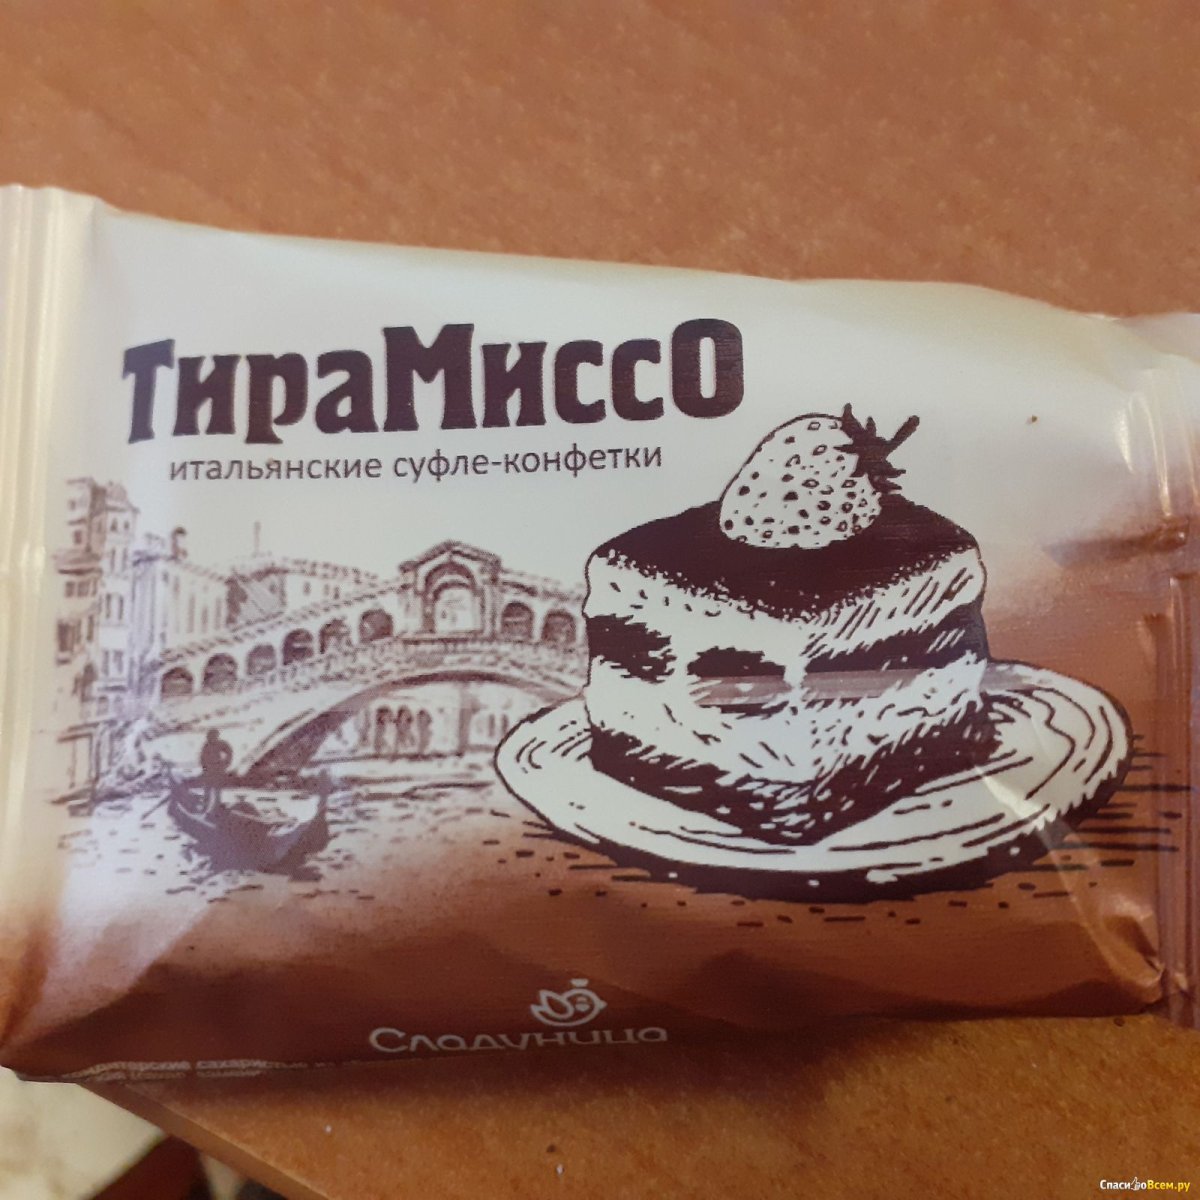 ТираМиссО
итальянские суфле-конфетки
Сладуница
СпасибоВсем.ру